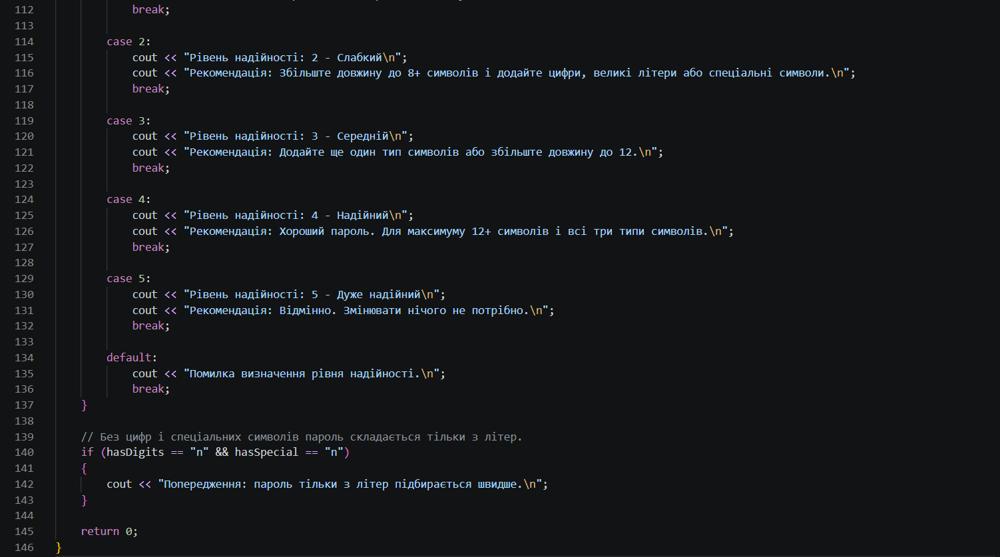 112 break;
113
114 case 2:
115 cout << "Рівень надійності: 2 - Слабкий\n";
116 cout << "Рекомендація: Збільште довжину до 8+ символів і додайте цифри, великі літери або спеціальні символи.\n";
117 break;
118
119 case 3:
120 cout << "Рівень надійності: 3 - Середній\n";
121 cout << "Рекомендація: Додайте ще один тип символів або збільште довжину до 12.\n";
122 break;
123
124 case 4:
125 cout << "Рівень надійності: 4 - Надійний\n";
126 cout << "Рекомендація: Хороший пароль. Для максимуму 12+ символів і всі три типи символів.\n";
127 break;
128
129 case 5:
130 cout << "Рівень надійності: 5 - Дуже надійний\n";
131 cout << "Рекомендація: Відмінно. Змінювати нічого не потрібно.\n";
132 break;
133
134 default:
135 cout << "Помилка визначення рівня надійності.\n";
136 break;
137 }
138
139 // Без цифр і спеціальних символів пароль складається тільки з літер.
140 if (hasDigits == "n" && hasSpecial == "n")
141 {
142 cout << "Попередження: пароль тільки з літер підбирається швидше.\n";
143 }
144
145 return 0;
146 }